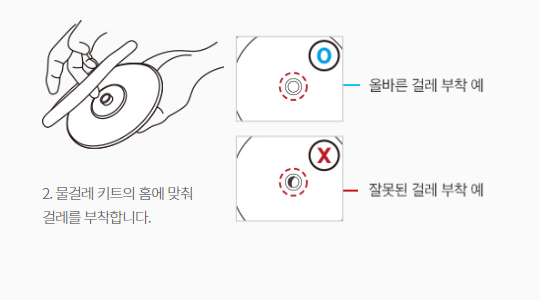 O
올바른 걸레 부착 예
X
잘못된 걸레 부착 예
2. 물걸레 키트의 홈에 맞춰
걸레를 부착합니다.